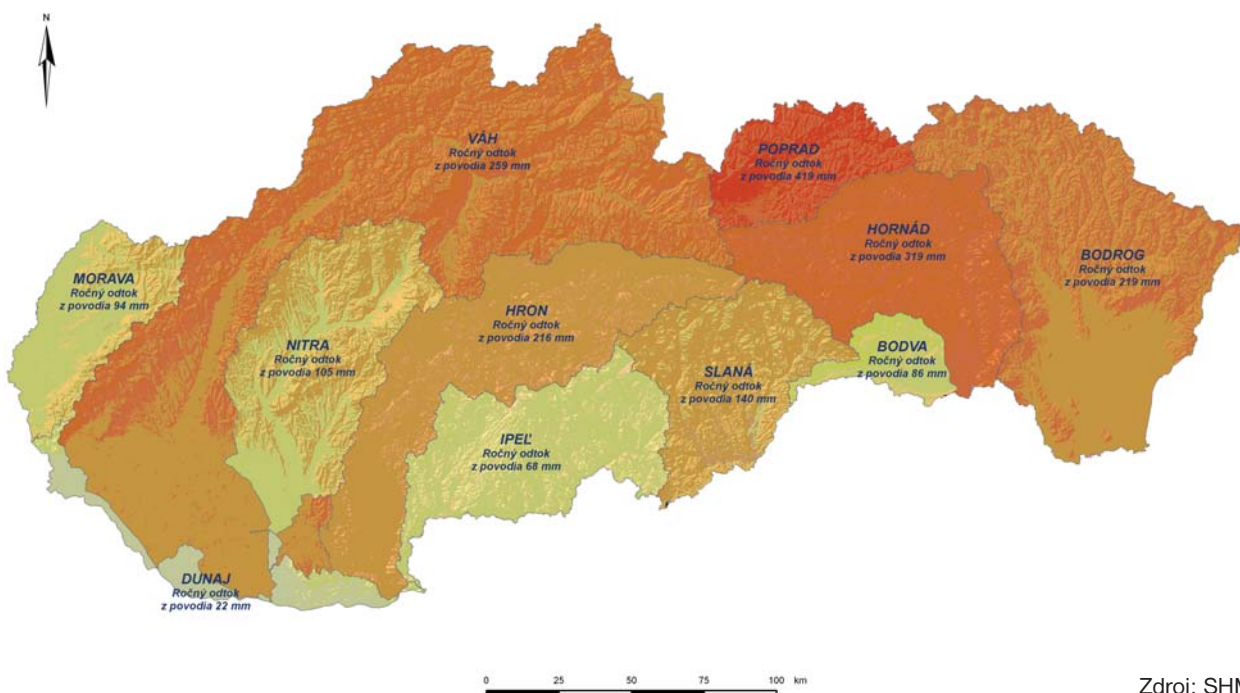 N
VÁH
Ročný odtok
z povodia 259 mm
POPRAD
Ročný odtok
z povodia 419 mm
HORNÁD
Ročný odtok
z povodia 319 mm
BODROG
Ročný odtok
z povodia 219 mm
MORAVA
Ročný odtok
z povodia 94 mm
HRON
Ročný odtok
z povodia 216 mm
NITRA
Ročný odtok
z povodia 105 mm
BODVA
Ročný odtok
z povodia 86 mm
SLANÁ
Ročný odtok
z povodia 140 mm
IPEĽ
Ročný odtok
z povodia 68 mm
DUNAJ
Ročný odtok
z povodia 22 mm
0 25 50 75 100 km
Zdroj: SHM